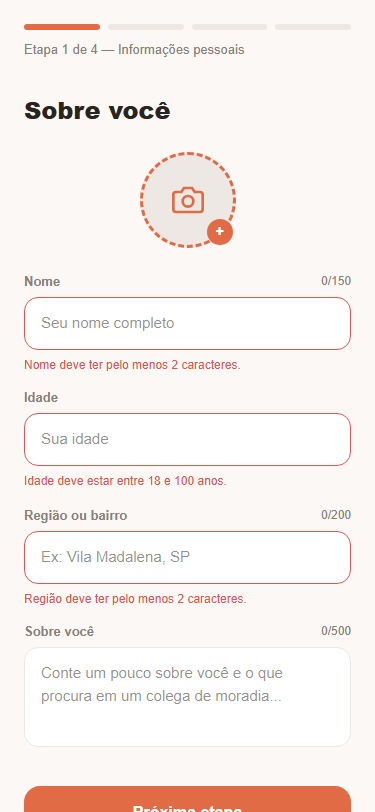 Etapa 1 de 4 — Informações pessoais
Sobre você
+
Nome 0/150
Seu nome completo
Nome deve ter pelo menos 2 caracteres.
Idade
Sua idade
Idade deve estar entre 18 e 100 anos.
Região ou bairro 0/200
Ex: Vila Madalena, SP
Região deve ter pelo menos 2 caracteres.
Sobre você 0/500
Conte um pouco sobre você e o que
procura em um colega de moradia...
Próxima etapa